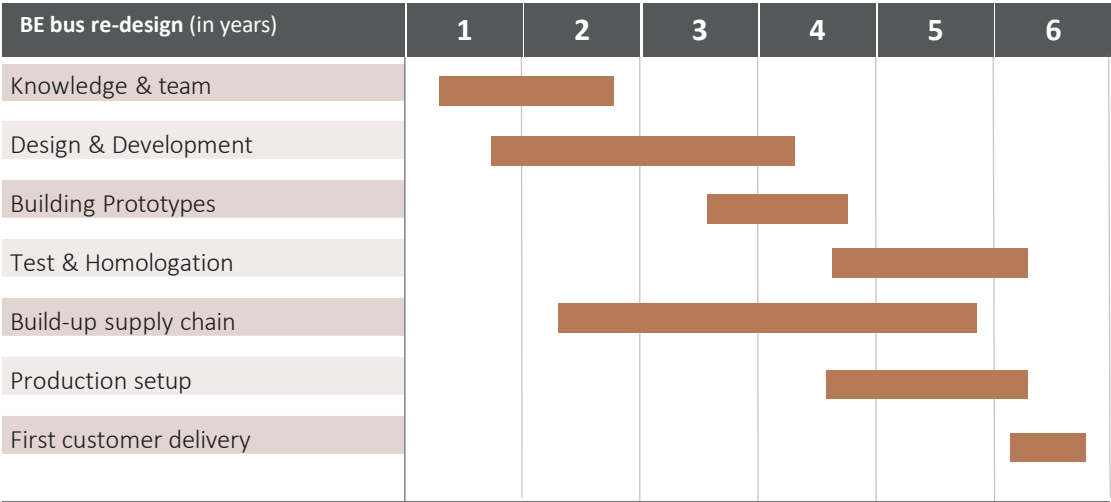 BE bus re-design (in years) 1 2 3 4 5 6
Knowledge & team
Design & Development
Building Prototypes
Test & Homologation
Build-up supply chain
Production setup
First customer delivery